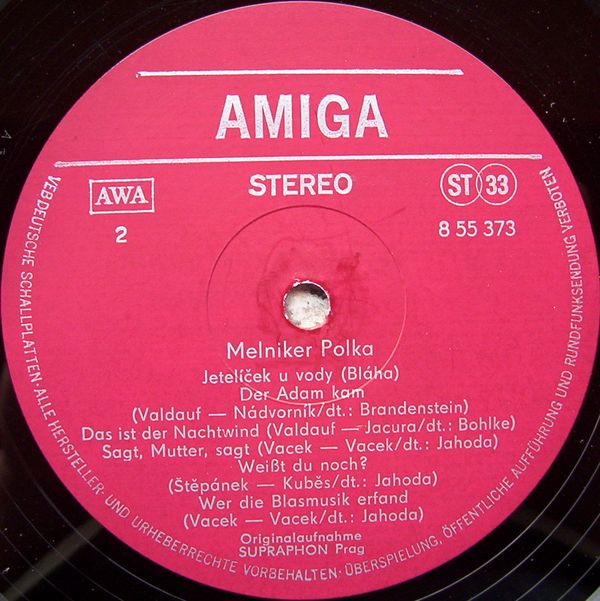 AMIGA
AWA
STEREO
ST 33
2
8 55 373
Melniker Polka
Jetelíček u vody (Bláha)
Der Adam kam
(Valdauf — Nádvorník/dt.: Brandenstein)
Das ist der Nachtwind (Valdauf — Jacura/dt.: Bohlke)
Sagt, Mutter, sagt (Vacek — Vacek/dt.: Jahoda)
Weißt du noch?
(Štěpánek — Kuběs/dt.: Jahoda)
Wer die Blasmusik erfand
(Vacek — Vacek/dt.: Jahoda)
Originalaufnahme
SUPRAPHON Prag
VEB DEUTSCHE SCHALLPLATTEN · ALLE HERSTELLER- UND URHEBERRECHTE VORBEHALTEN · ÜBERSPIELUNG, ÖFFENTLICHE AUFFÜHRUNG UND RUNDFUNKSENDUNG VERBOTEN